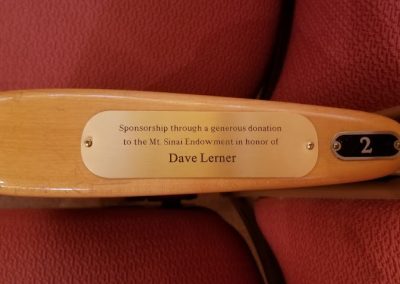 Sponsorship through a generous donation
to the Mt. Sinai Endowment in honor of
Dave Lerner
2